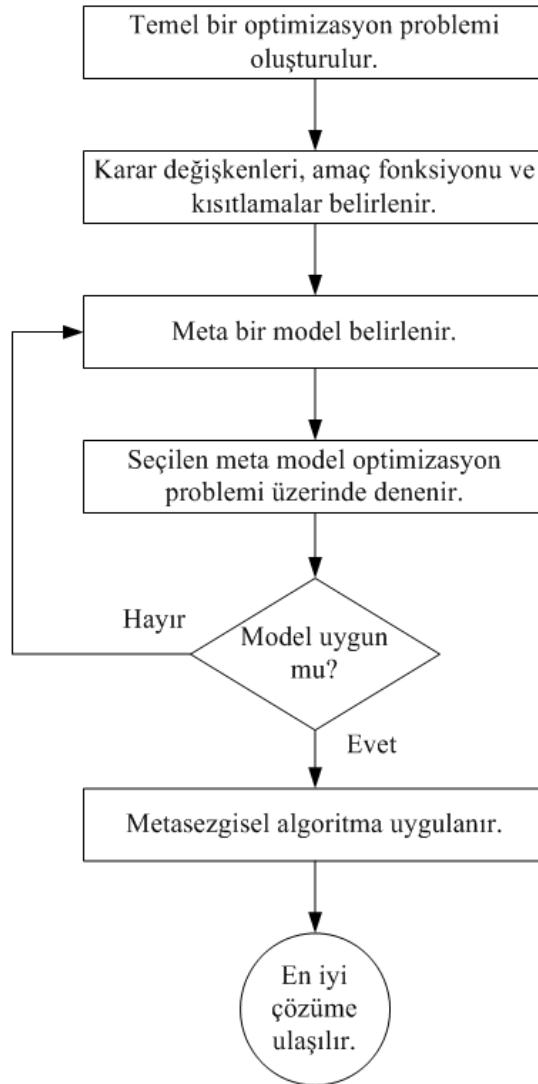 Temel bir optimizasyon problemi
oluşturulur.
Karar değişkenleri, amaç fonksiyonu ve
kısıtlamalar belirlenir.
Meta bir model belirlenir.
Seçilen meta model optimizasyon
problemi üzerinde denenir.
Hayır
Model uygun
mu?
Evet
Metasezgisel algoritma uygulanır.
En iyi
çözüme
ulaşılır.